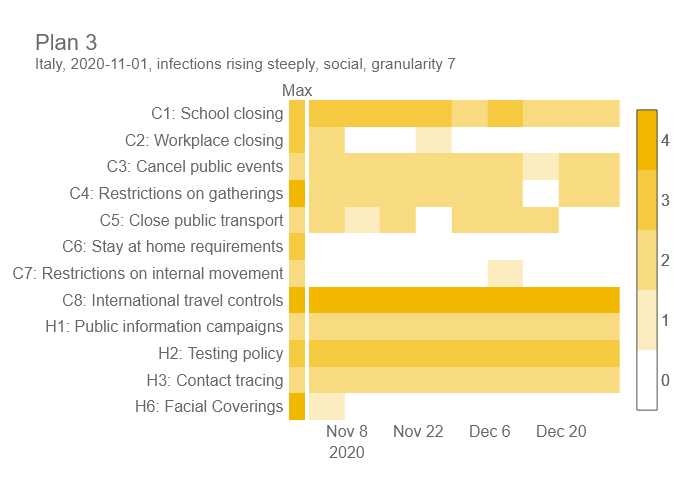 Plan 3
Italy, 2020-11-01, infections rising steeply, social, granularity 7
Max
C1: School closing
C2: Workplace closing
C3: Cancel public events
C4: Restrictions on gatherings
C5: Close public transport
C6: Stay at home requirements
C7: Restrictions on internal movement
C8: International travel controls
H1: Public information campaigns
H2: Testing policy
H3: Contact tracing
H6: Facial Coverings
Nov 8 Nov 22 Dec 6 Dec 20
2020
4
3
2
1
0